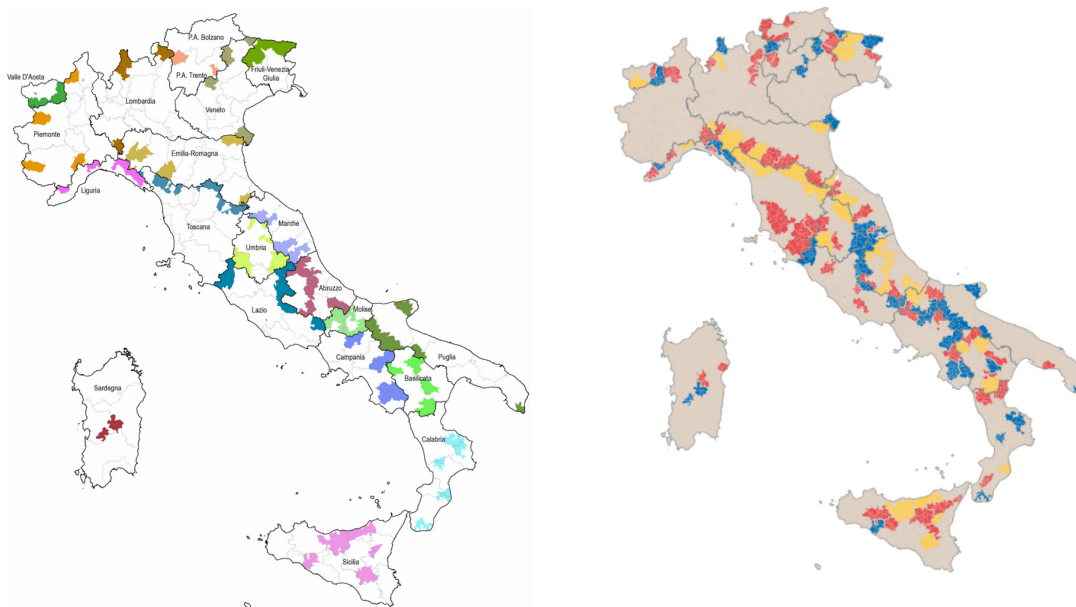 P.A. Bolzano
Valle D'Aosta
P.A. Trento
Friuli-Venezia
Giulia
Lombardia
Veneto
Piemonte
Emilia-Romagna
Liguria
Toscana
Marche
Umbria
Abruzzo
Lazio
Molise
Campania
Puglia
Basilicata
Sardegna
Calabria
Sicilia